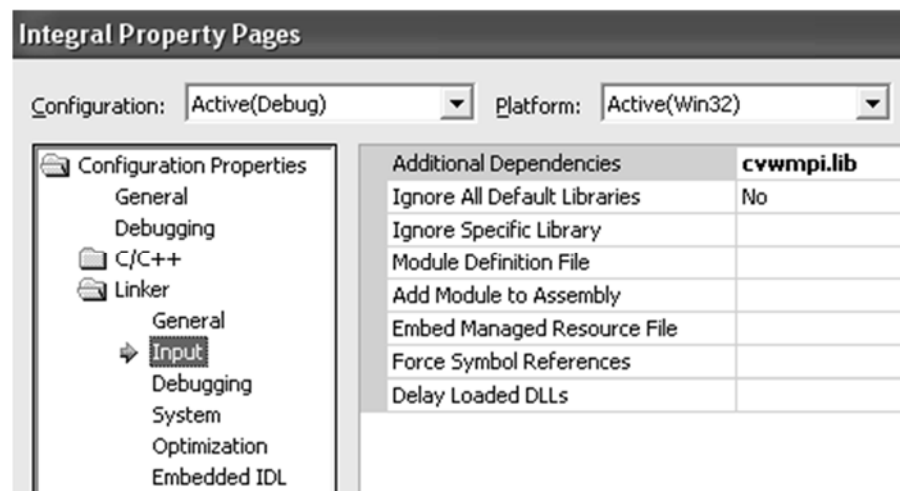 Integral Property Pages
Configuration: Active(Debug) Platform: Active(Win32)
Configuration Properties
General
Debugging
C/C++
Linker
General
Input
Debugging
System
Optimization
Embedded IDL
Additional Dependencies cvwmpi.lib
Ignore All Default Libraries No
Ignore Specific Library
Module Definition File
Add Module to Assembly
Embed Managed Resource File
Force Symbol References
Delay Loaded DLLs